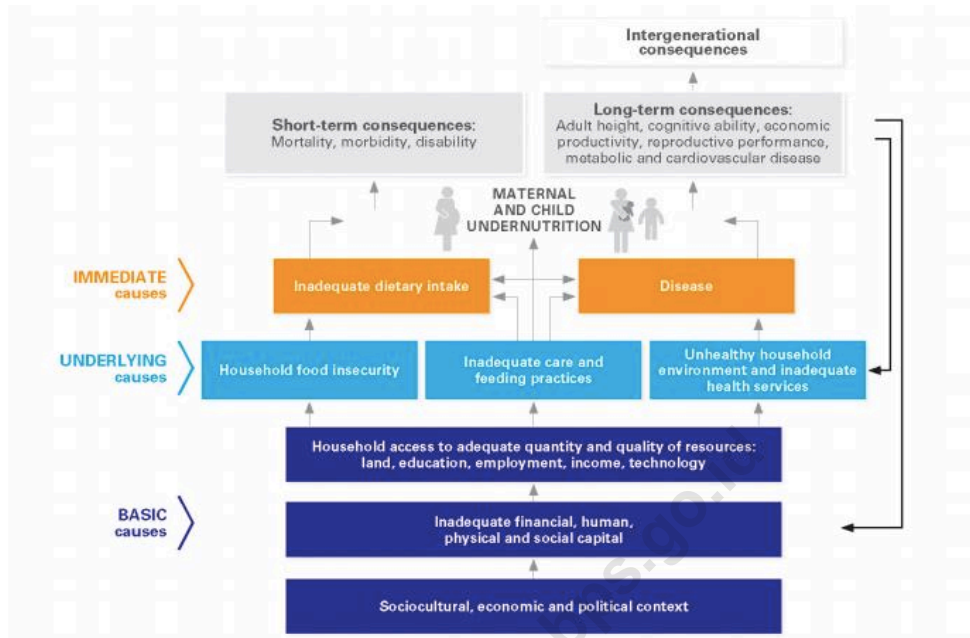 Intergenerational
consequences
Short-term consequences:
Mortality, morbidity, disability
Long-term consequences:
Adult height, cognitive ability, economic
productivity, reproductive performance,
metabolic and cardiovascular disease
MATERNAL
AND CHILD
UNDERNUTRITION
IMMEDIATE
causes
Inadequate dietary intake
Disease
UNDERLYING
causes
Household food insecurity
Inadequate care and
feeding practices
Unhealthy household
environment and inadequate
health services
Household access to adequate quantity and quality of resources:
land, education, employment, income, technology
BASIC
causes
Inadequate financial, human,
physical and social capital
Sociocultural, economic and political context
bps.go.id